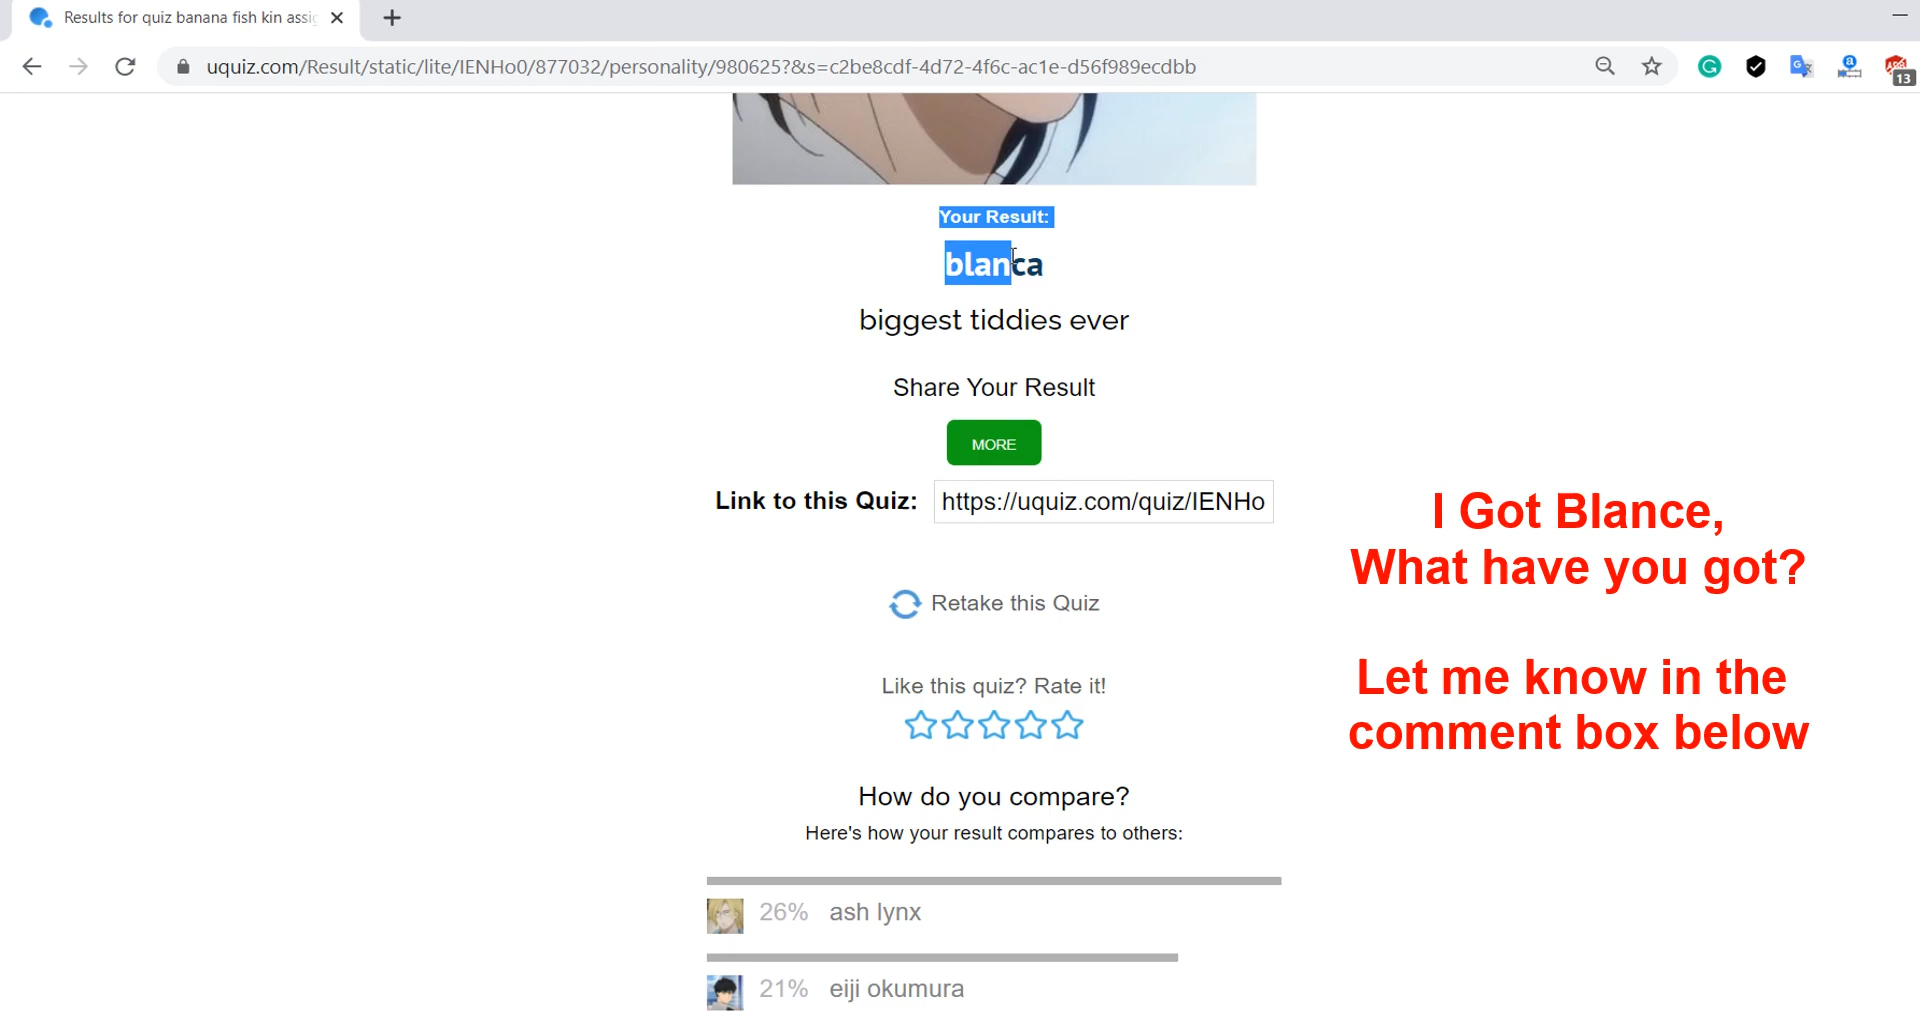 Results for quiz banana fish kin assig
uquiz.com/Result/static/lite/IENHo0/877032/personality/980625?&s=c2be8cdf-4d72-4f6c-ac1e-d56f989ecdbb
13
Your Result:
blanca
biggest tiddies ever
Share Your Result
MORE
Link to this Quiz: https://uquiz.com/quiz/IENHo
I Got Blance,
What have you got?
Retake this Quiz
Let me know in the
comment box below
Like this quiz? Rate it!
How do you compare?
Here's how your result compares to others:
26% ash lynx
21% eiji okumura